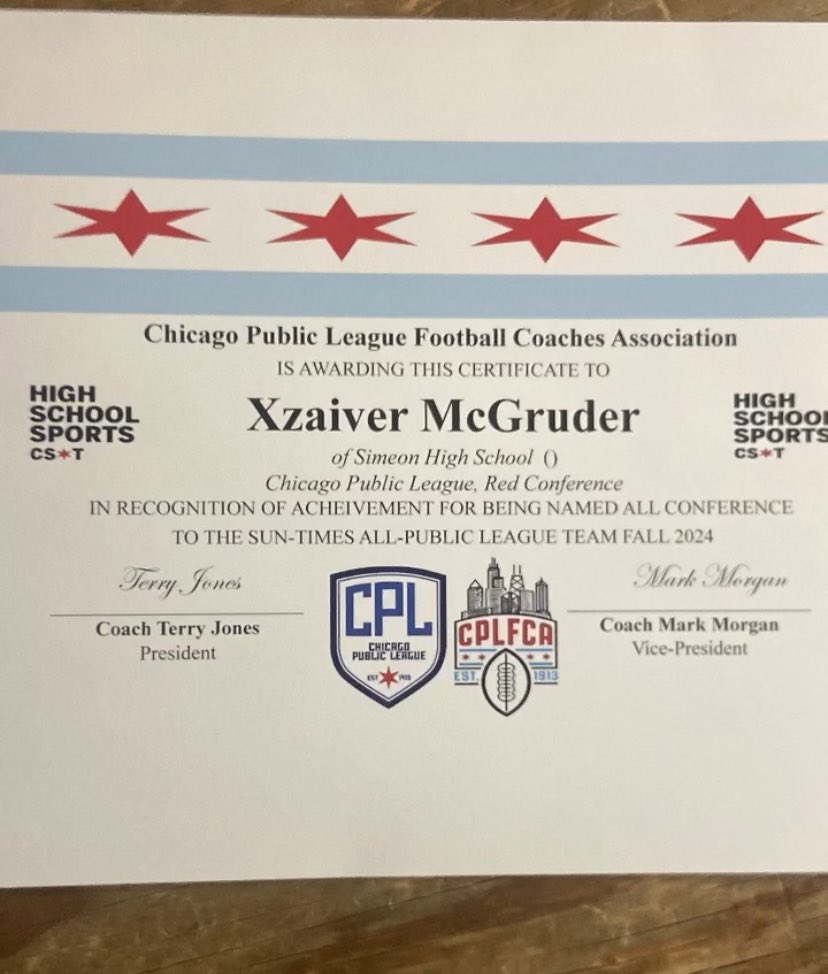 Chicago Public League Football Coaches Association
IS AWARDING THIS CERTIFICATE TO
HIGH
SCHOOL
SPORTS
CS★T
Xzaiver McGruder
HIGH
SCHOOL
SPORTS
CS★T
of Simeon High School ()
Chicago Public League, Red Conference
IN RECOGNITION OF ACHEIVEMENT FOR BEING NAMED ALL CONFERENCE
TO THE SUN-TIMES ALL-PUBLIC LEAGUE TEAM FALL 2024
Terry Jones
Coach Terry Jones
President
CPL
CHICAGO
PUBLIC LEAGUE
EST 1913
CPLFCA
EST. 1913
Mark Morgan
Coach Mark Morgan
Vice-President